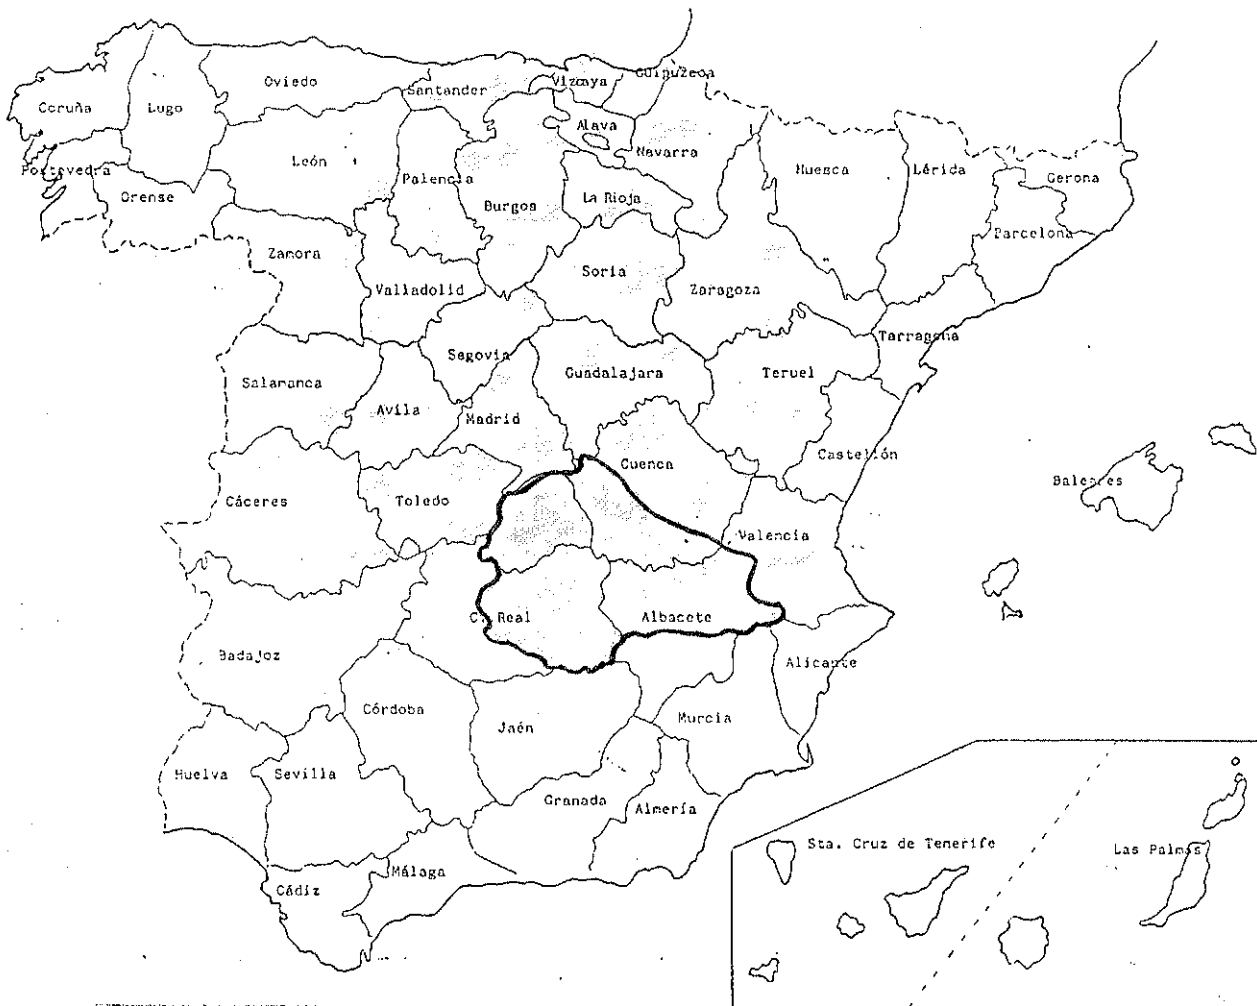 Coruña
Lugo
Oviedo
Santander
Vizcaya
Guipuzcoa
Alava
Navarra
Pontevedra
Orense
León
Palencia
Burgos
La Rioja
Huesca
Lérida
Gerona
Barcelona
Zamora
Valladolid
Soria
Zaragoza
Tarragona
Salamanca
Avila
Segovia
Madrid
Guadalajara
Teruel
Castellón
Cáceres
Toledo
Cuenca
Valencia
Baleares
Badajoz
C. Real
Albacete
Alicante
Huelva
Sevilla
Córdoba
Jaén
Murcia
Granada
Almería
Cádiz
Málaga
Sta. Cruz de Tenerife
Las Palmas